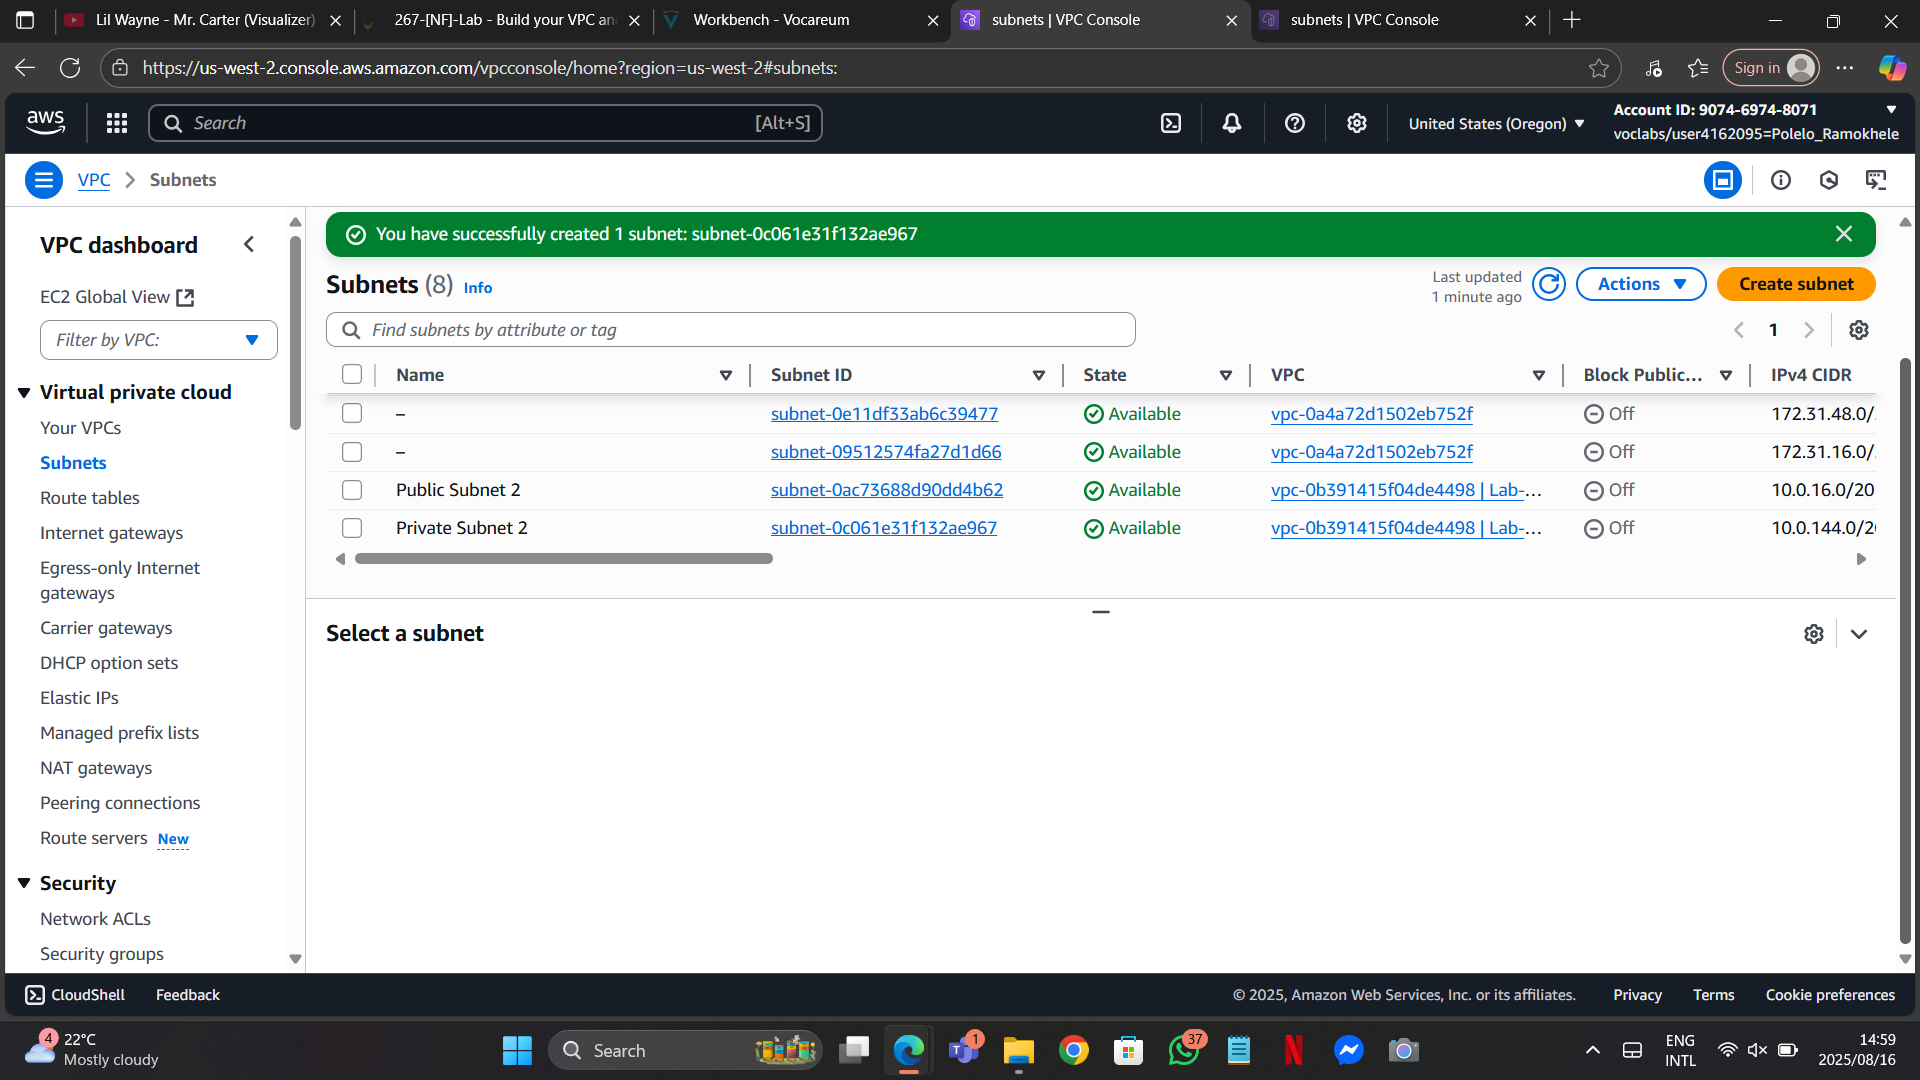 Lil Wayne - Mr. Carter (Visualizer)
267-[NF]-Lab - Build your VPC an
Workbench - Vocareum
subnets | VPC Console
subnets | VPC Console
https://us-west-2.console.aws.amazon.com/vpcconsole/home?region=us-west-2#subnets:
Sign in
aws
Search
[Alt+S]
United States (Oregon)
Account ID: 9074-6974-8071
voclabs/user4162095=Polelo_Ramokhele
VPC
Subnets
VPC dashboard
EC2 Global View
Filter by VPC:
Virtual private cloud
Your VPCs
Subnets
Route tables
Internet gateways
Egress-only Internet
gateways
Carrier gateways
DHCP option sets
Elastic IPs
Managed prefix lists
NAT gateways
Peering connections
Route servers New
Security
Network ACLs
Security groups
You have successfully created 1 subnet: subnet-0c061e31f132ae967
Subnets (8) Info
Last updated
1 minute ago
Actions
Create subnet
Find subnets by attribute or tag
1
Name Subnet ID State VPC Block Public... IPv4 CIDR
– subnet-0e11df33ab6c39477 Available vpc-0a4a72d1502eb752f Off 172.31.48.0/
– subnet-09512574fa27d1d66 Available vpc-0a4a72d1502eb752f Off 172.31.16.0/
Public Subnet 2 subnet-0ac73688d90dd4b62 Available vpc-0b391415f04de4498 | Lab-... Off 10.0.16.0/20
Private Subnet 2 subnet-0c061e31f132ae967 Available vpc-0b391415f04de4498 | Lab-... Off 10.0.144.0/20
Select a subnet
CloudShell
Feedback
© 2025, Amazon Web Services, Inc. or its affiliates.
Privacy
Terms
Cookie preferences
4
22°C
Mostly cloudy
Search
1
37
ENG
INTL
14:59
2025/08/16